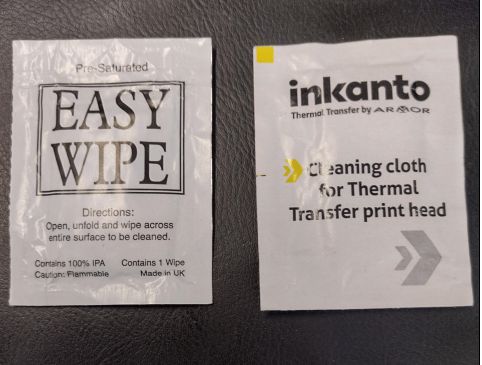 Pre-Saturated
EASY
WIPE
Directions:
Open, unfold and wipe across
entire surface to be cleaned.
Contains 100% IPA Contains 1 Wipe
Caution: Flammable Made in UK
inkanto
Thermal Transfer by ARMOR
Cleaning cloth
for Thermal
Transfer print head